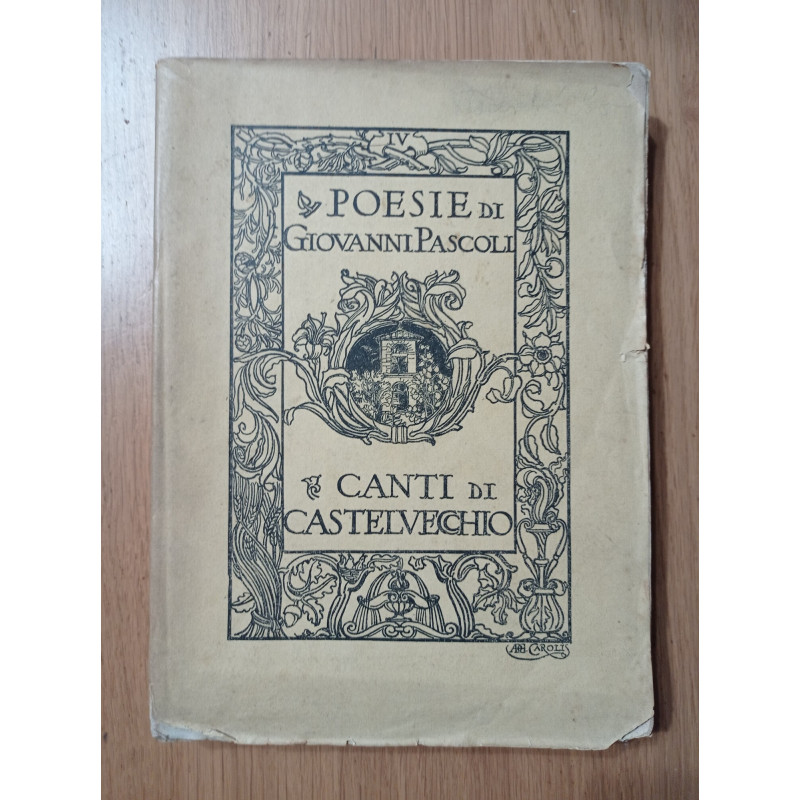 IV
POESIE DI
GIOVANNI PASCOLI
CANTI DI
CASTELVECCHIO
A DE CAROLIS